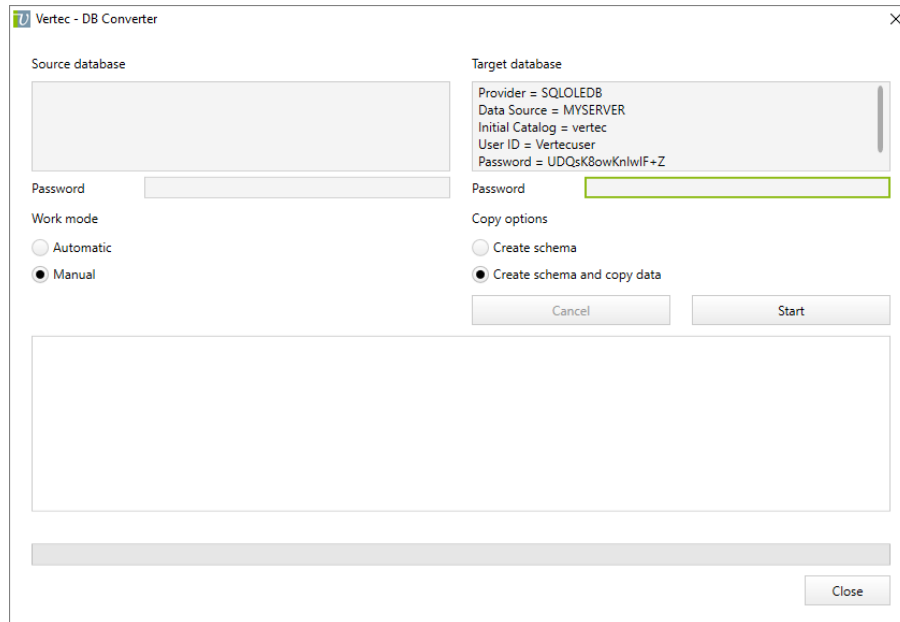 Vertec - DB Converter
Source database
Target database
Provider = SQLOLEDB
Data Source = MYSERVER
Initial Catalog = vertec
User ID = Vertecuser
Password = UDQsK8owKnlwIF+Z
Password
Password
Work mode
Copy options
Automatic
Create schema
Manual
Create schema and copy data
Cancel
Start
Close